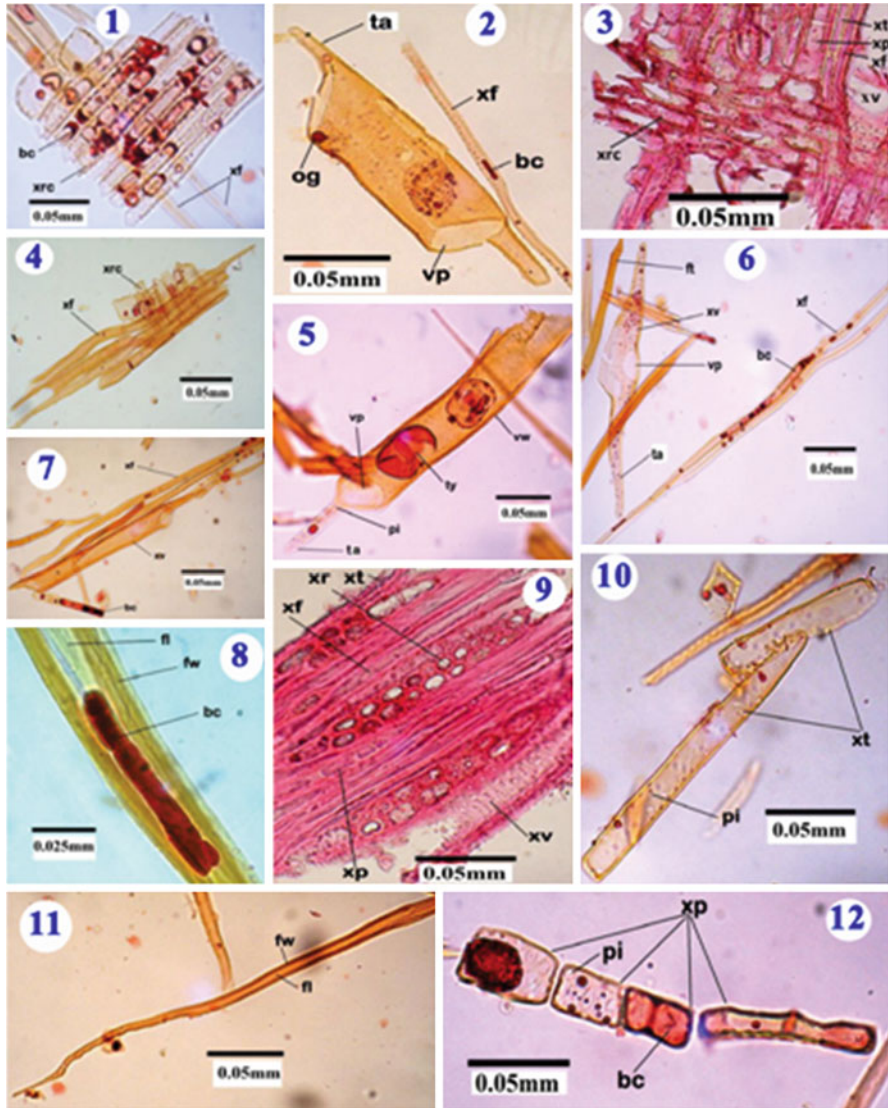 1
bc
xrc
xf
0.05mm
2
ta
xf
og
bc
0.05mm
vp
3
xt
xp
xf
xv
xrc
0.05mm
4
xrc
xf
0.05mm
5
vp
vw
ty
pi
ta
0.05mm
6
ft
xv
xf
bc
vp
ta
0.05mm
7
xf
xv
bc
0.05mm
8
fl
fw
bc
0.025mm
9
xr
xt
xf
xp
xv
0.05mm
10
xt
pi
0.05mm
11
fw
fl
0.05mm
12
xp
pi
bc
0.05mm